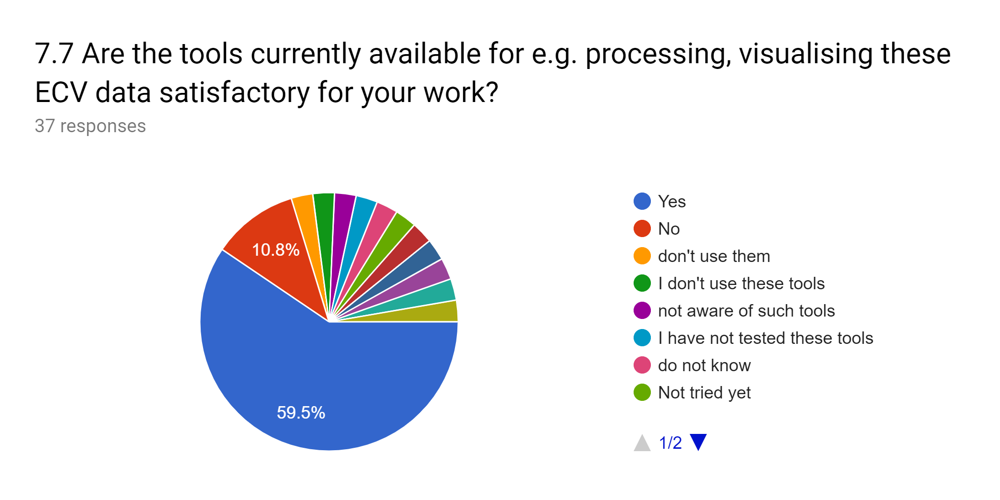 7.7 Are the tools currently available for e.g. processing, visualising these
ECV data satisfactory for your work?
37 responses
10.8%
59.5%
Yes
No
don't use them
I don't use these tools
not aware of such tools
I have not tested these tools
do not know
Not tried yet
1/2